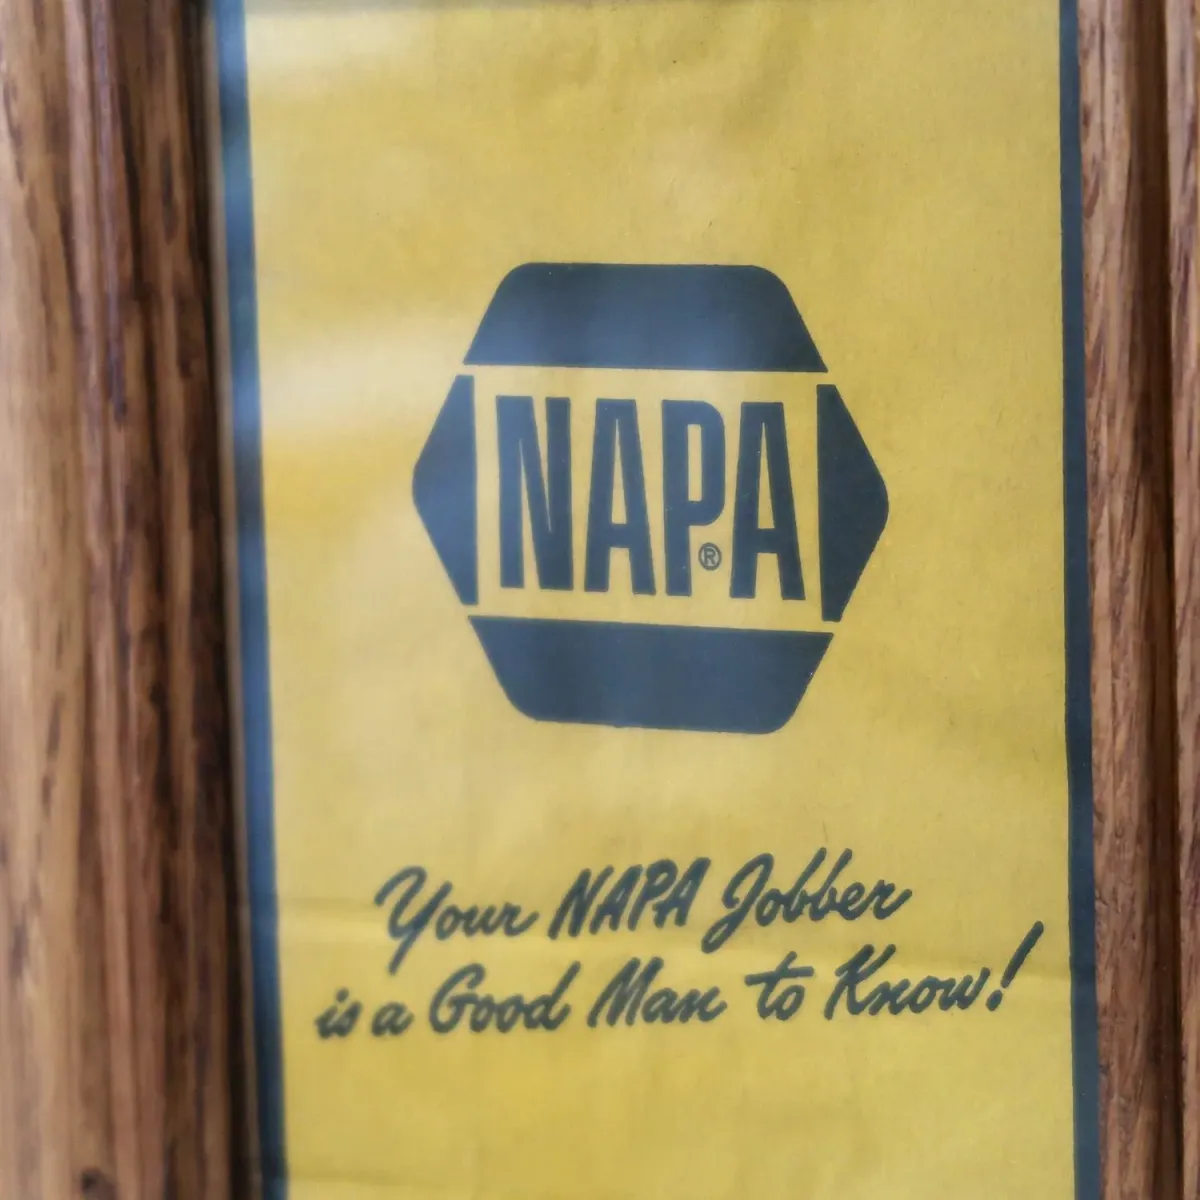 NAPA®
Your NAPA Jobber
is a Good Man to Know!